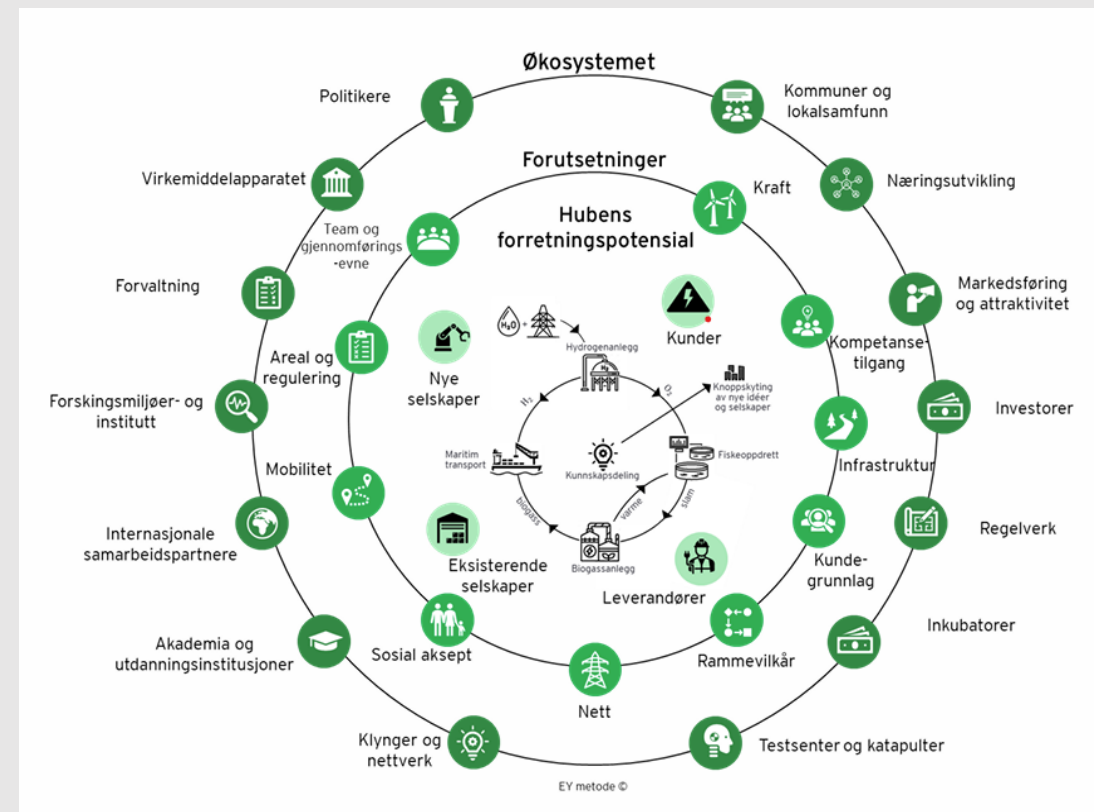 Økosystemet
Politikere
Kommuner og
lokalsamfunn
Virkemiddelapparatet
Næringsutvikling
Forvaltning
Markedsføring
og attraktivitet
Forskingsmiljøer- og
institutt
Investorer
Internasjonale
samarbeidspartnere
Regelverk
Akademia og
utdanningsinstitusjoner
Inkubatorer
Klynger og
nettverk
Testsenter og katapulter
Forutsetninger
Kraft
Team og
gjennomførings
-evne
Kompetanse-
tilgang
Areal og
regulering
Infrastruktur
Mobilitet
Kunde-
grunnlag
Sosial aksept
Rammevilkår
Nett
Hubens
forretningspotensial
Kunder
Nye
selskaper
Eksisterende
selskaper
Leverandører
H₂O +
Hydrogenanlegg
H₂
H₂
O₂
Knoppskyting
av nye idéer
og selskaper
Maritim
transport
Kunnskapsdeling
Fiskeoppdrett
biogass
varme
slam
Biogassanlegg
EY metode ©